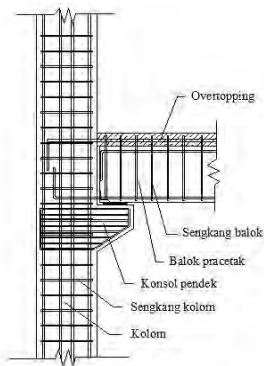 Overtopping
Sengkang balok
Balok pracetak
Konsol pendek
Sengkang kolom
Kolom